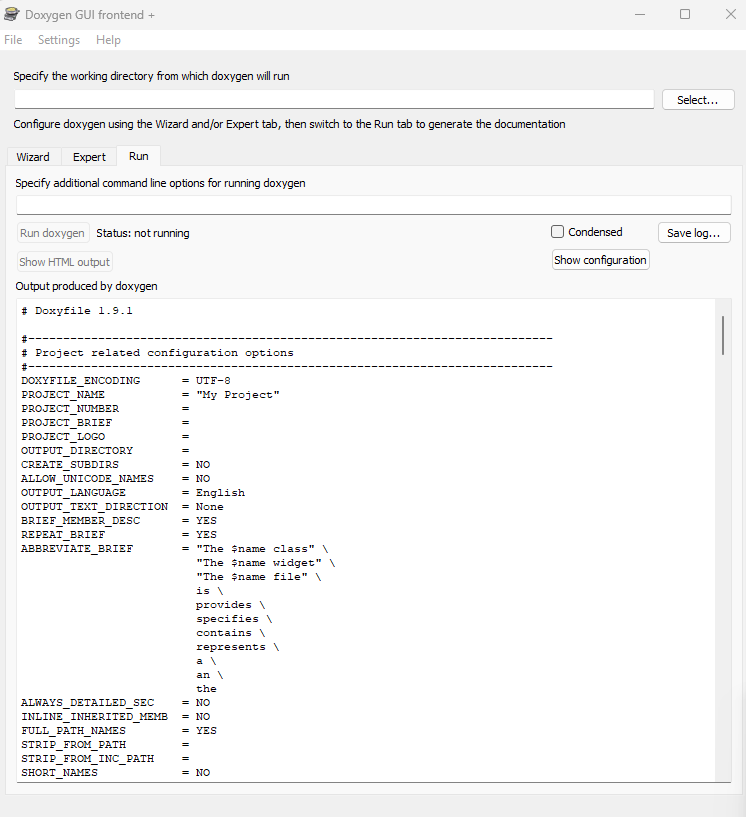 Doxygen GUI frontend +
File Settings Help
Specify the working directory from which doxygen will run
Select...
Configure doxygen using the Wizard and/or Expert tab, then switch to the Run tab to generate the documentation
Wizard Expert Run
Specify additional command line options for running doxygen
Run doxygen Status: not running Condensed Save log...
Show HTML output Show configuration
Output produced by doxygen
# Doxyfile 1.9.1
#---------------------------------------------------------------------------
# Project related configuration options
#---------------------------------------------------------------------------
DOXYFILE_ENCODING      = UTF-8
PROJECT_NAME           = "My Project"
PROJECT_NUMBER         =
PROJECT_BRIEF          =
PROJECT_LOGO           =
OUTPUT_DIRECTORY       =
CREATE_SUBDIRS         = NO
ALLOW_UNICODE_NAMES    = NO
OUTPUT_LANGUAGE        = English
OUTPUT_TEXT_DIRECTION  = None
BRIEF_MEMBER_DESC      = YES
REPEAT_BRIEF           = YES
ABBREVIATE_BRIEF       = "The $name class" \
                         "The $name widget" \
                         "The $name file" \
                         is \
                         provides \
                         specifies \
                         contains \
                         represents \
                         a \
                         an \
                         the
ALWAYS_DETAILED_SEC    = NO
INLINE_INHERITED_MEMB  = NO
FULL_PATH_NAMES        = YES
STRIP_FROM_PATH        =
STRIP_FROM_INC_PATH    =
SHORT_NAMES            = NO